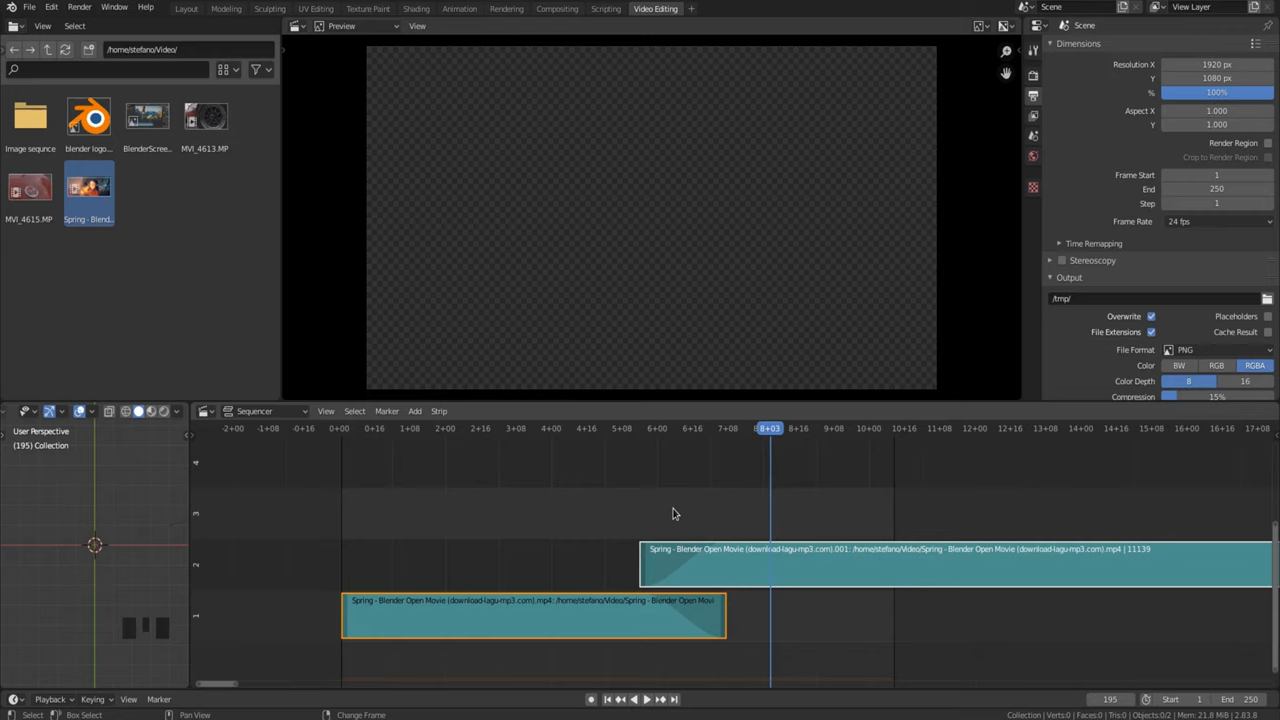 File Edit Render Window Help
Layout Modeling Sculpting UV Editing Texture Paint Shading Animation Rendering Compositing Scripting Video Editing +
Scene
View Layer
View Select
Preview View
Scene
/home/stefano/Video/
Image sequnce
blender logo...
BlenderScree...
MVI_4613.MP
MVI_4615.MP
Spring - Blend...
Dimensions
Resolution X 1920 px
Y 1080 px
% 100%
Aspect X 1.000
Y 1.000
Render Region
Crop to Render Region
Frame Start 1
End 250
Step 1
Frame Rate 24 fps
Time Remapping
Stereoscopy
Output
/tmp/
Overwrite Placeholders
File Extensions Cache Result
File Format PNG
Color BW RGB RGBA
Color Depth 8 16
Compression 15%
User Perspective
(195) Collection
Sequencer View Select Marker Add Strip
-2+00 -1+08 -0+16 0+00 0+16 1+08 2+00 2+16 3+08 4+00 4+16 5+08 6+00 6+16 7+08 8+03 8+16 9+08 10+00 10+16 11+08 12+00 12+16 13+08 14+00 14+16 15+08 16+00 16+16 17+08
4
3
2
Spring - Blender Open Movie (download-lagu-mp3.com).001: /home/stefano/Video/Spring - Blender Open Movie (download-lagu-mp3.com).mp4 | 11139
1
Spring - Blender Open Movie (download-lagu-mp3.com).mp4: /home/stefano/Video/Spring - Blender Open Movi
Playback Keying View Marker
195 Start 1 End 250
Select Box Select Pan View Change Frame
Collection | Verts:0 | Faces:0 | Tris:0 | Objects:0/2 | Mem: 21.8 MiB | 2.83.8